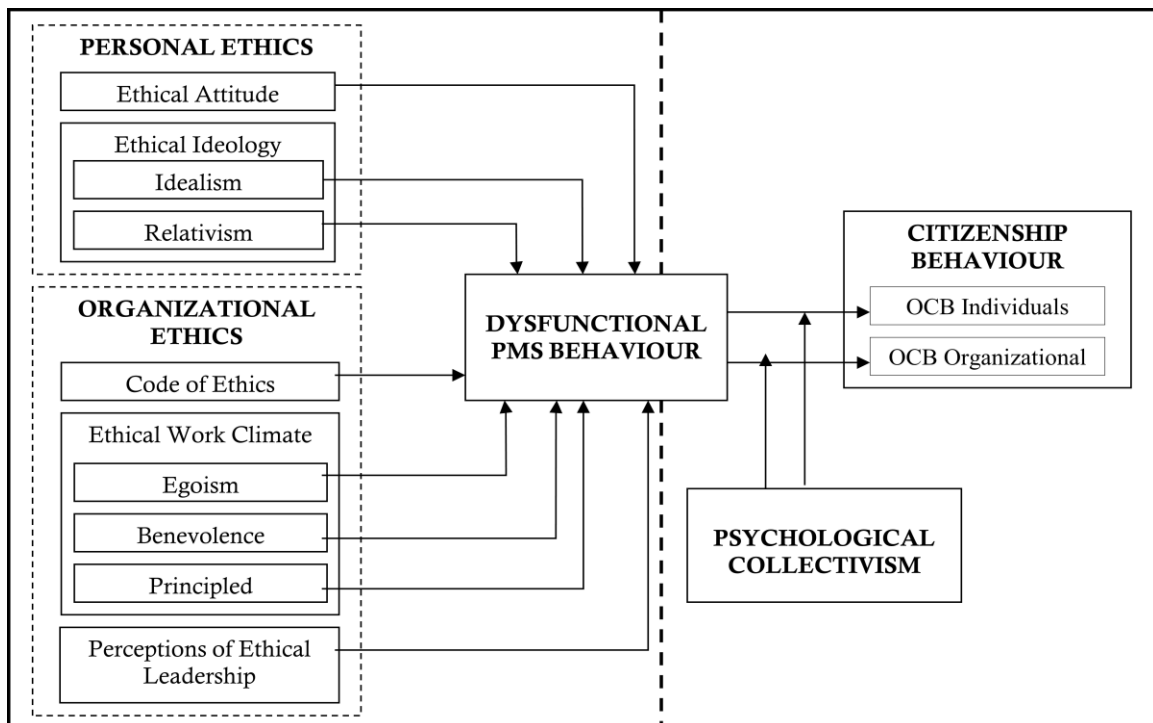 PERSONAL ETHICS
Ethical Attitude
Ethical Ideology
Idealism
Relativism
ORGANIZATIONAL
ETHICS
Code of Ethics
Ethical Work Climate
Egoism
Benevolence
Principled
Perceptions of Ethical
Leadership
DYSFUNCTIONAL
PMS BEHAVIOUR
CITIZENSHIP
BEHAVIOUR
OCB Individuals
OCB Organizational
PSYCHOLOGICAL
COLLECTIVISM